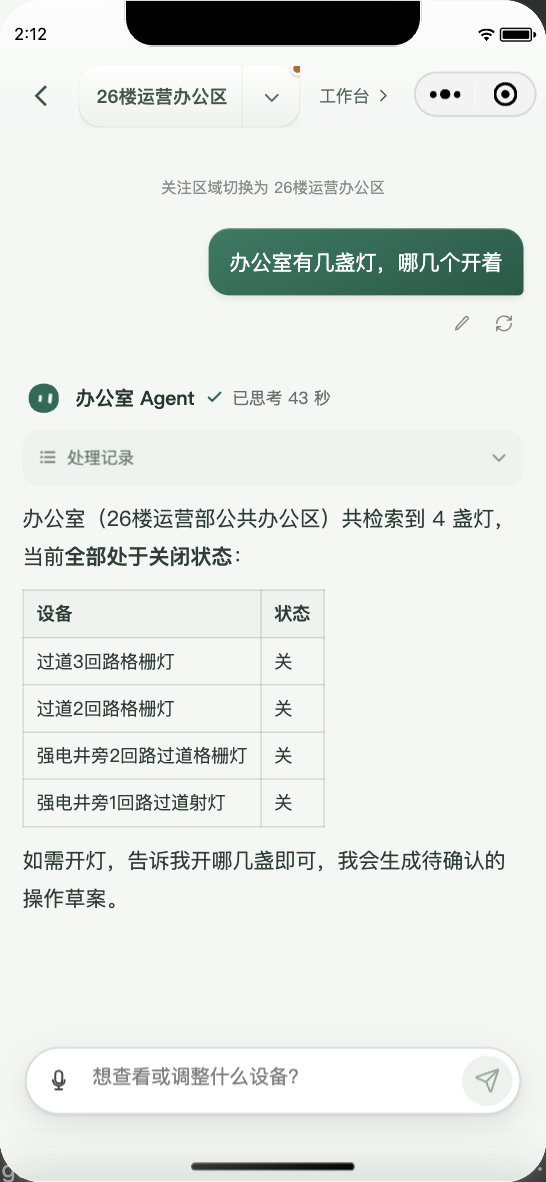 2:12
26楼运营办公区
工作台
关注区域切换为 26楼运营办公区
办公室有几盏灯，哪几个开着
办公室 Agent 已思考 43 秒
处理记录
办公室（26楼运营部公共办公区）共检索到 4 盏灯，
当前全部处于关闭状态：
设备 状态
过道3回路格栅灯 关
过道2回路格栅灯 关
强电井旁2回路过道格栅灯 关
强电井旁1回路过道射灯 关
如需开灯，告诉我开哪几盏即可，我会生成待确认的
操作草案。
想查看或调整什么设备?